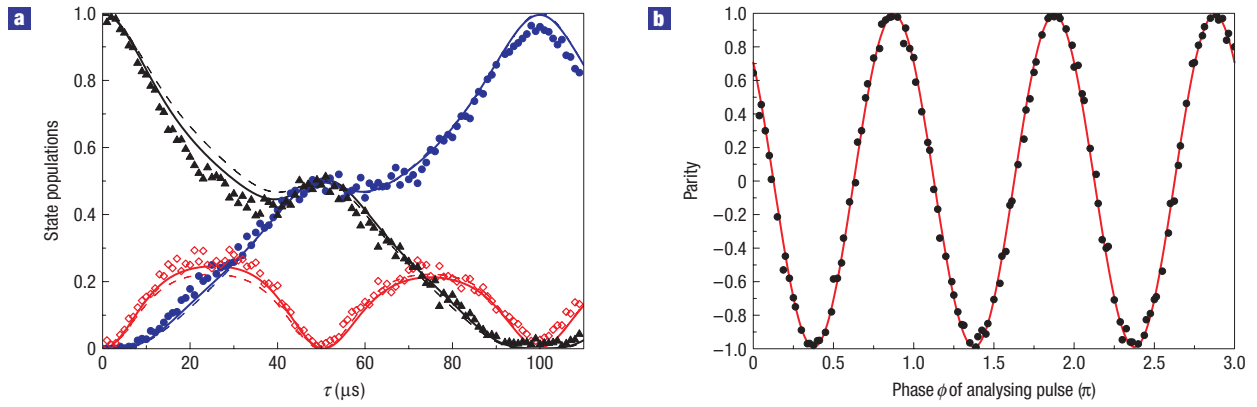 a
1.0
0.8
0.6
0.4
0.2
0
State populations
0 20 40 60 80 100
τ (μs)
b
1.0
0.8
0.6
0.4
0.2
0
−0.2
−0.4
−0.6
−0.8
−1.0
Parity
0 0.5 1.0 1.5 2.0 2.5 3.0
Phase ϕ of analysing pulse (π)